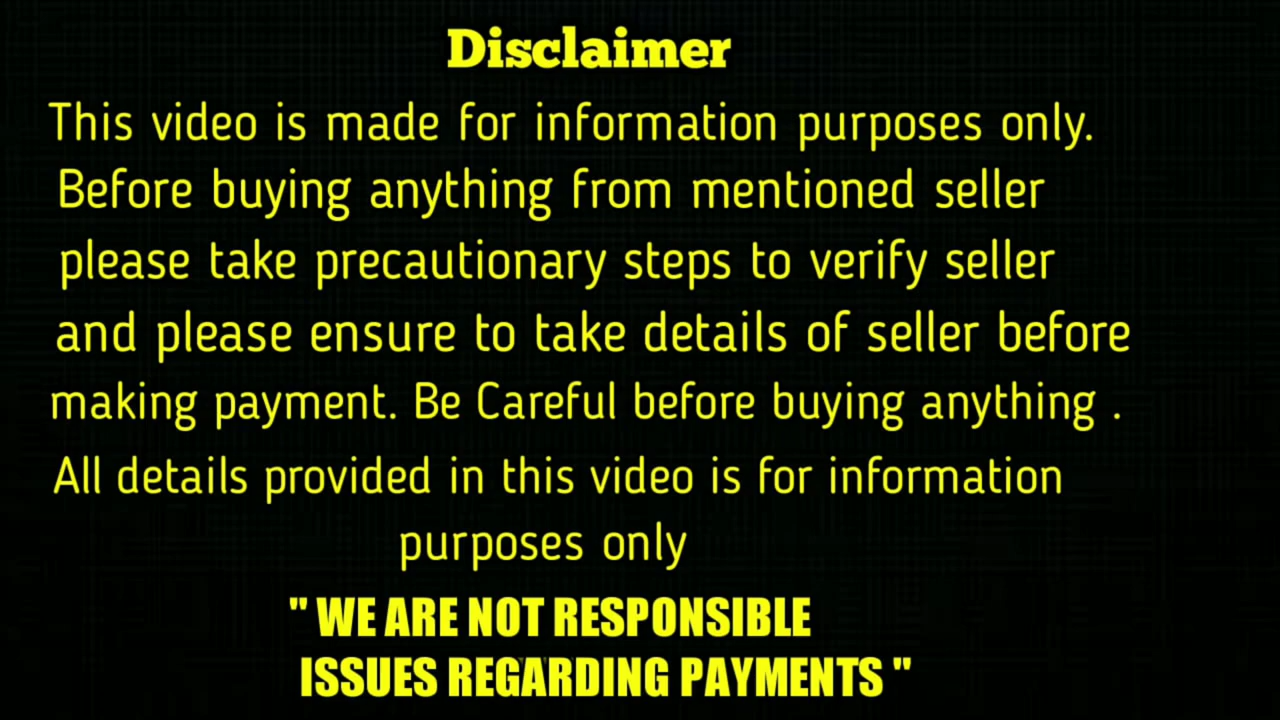 Disclaimer
This video is made for information purposes only.
Before buying anything from mentioned seller
please take precautionary steps to verify seller
and please ensure to take details of seller before
making payment. Be Careful before buying anything .
All details provided in this video is for information
purposes only
" WE ARE NOT RESPONSIBLE
ISSUES REGARDING PAYMENTS "